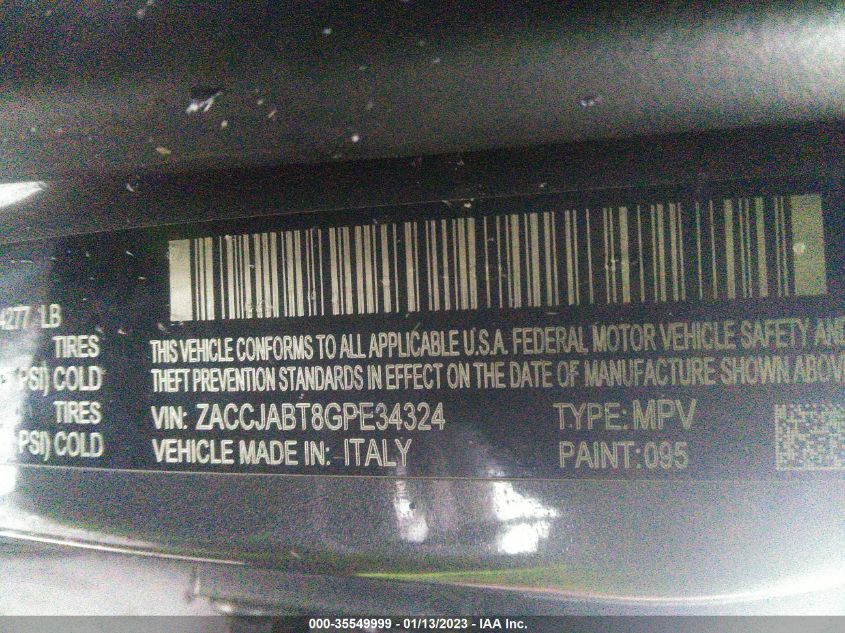 4277 LB
TIRES
PSI) COLD
TIRES
PSI) COLD
THIS VEHICLE CONFORMS TO ALL APPLICABLE U.S.A. FEDERAL MOTOR VEHICLE SAFETY AND
THEFT PREVENTION STANDARDS IN EFFECT ON THE DATE OF MANUFACTURE SHOWN ABOVE
VIN: ZACCJABT8GPE34324 TYPE: MPV
VEHICLE MADE IN: ITALY PAINT: 095
000-35549999 - 01/13/2023 - IAA Inc.